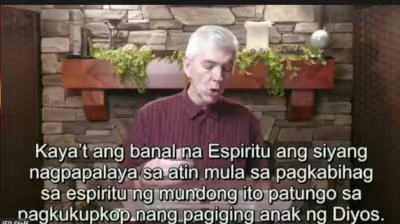 Kaya't ang banal na Espiritu ang siyang
nagpapalaya sa atin mula sa pagkabihag
sa espiritu ng mundong ito patungo sa
pagkukupkop nang pagiging anak ng Diyos.